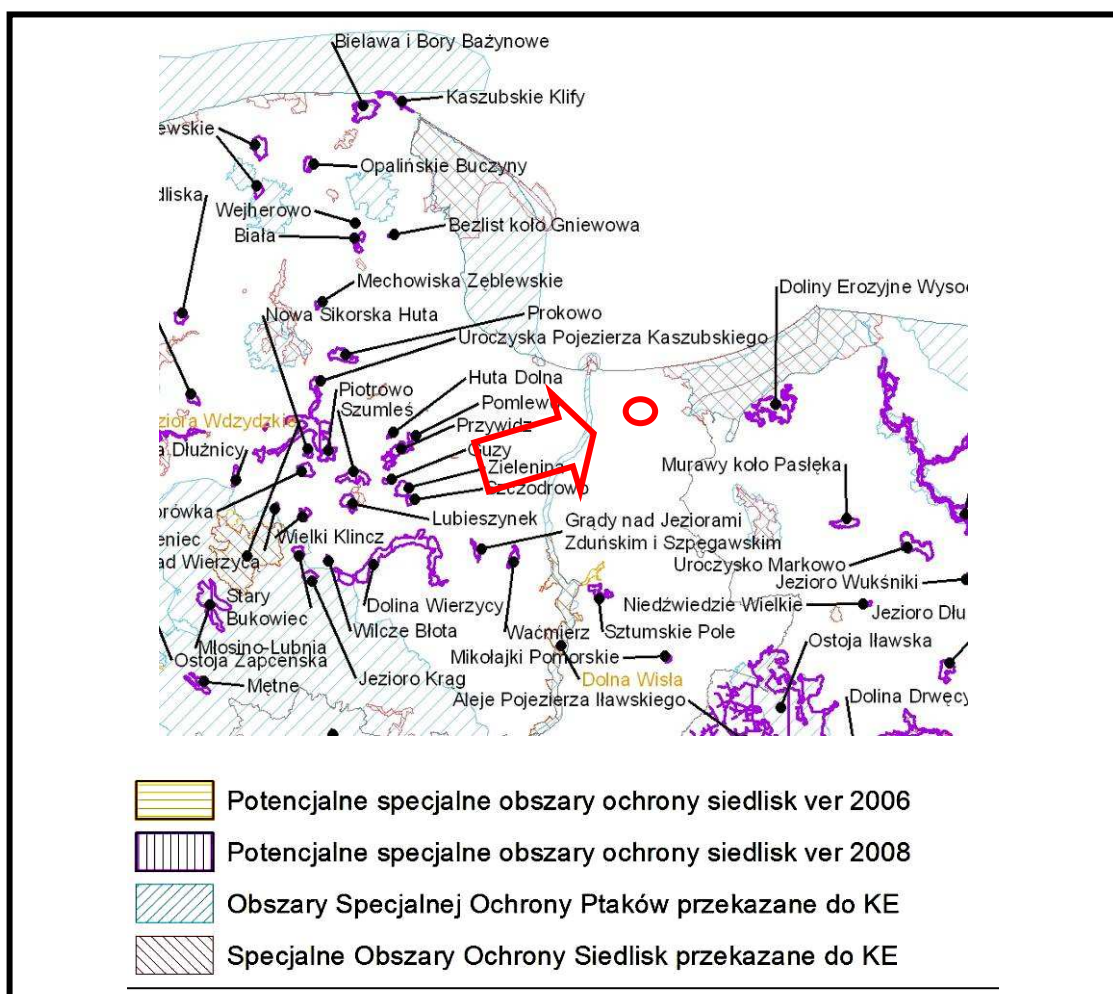 Bielawa i Bory Bażynowe
Kaszubskie Klify
ewskie
Opalińskie Buczyny
dliska
Wejherowo
Bezlist koło Gniewowa
Biała
Mechowiska Zęblewskie
Doliny Erozyjne Wysoc
Nowa Sikorska Huta
Prokowo
Uroczyska Pojezierza Kaszubskiego
Huta Dolna
Piotrowo
Szumleś
Pomlewo
ziora Wdzydzkie
Przywidz
a Dłużnicy
Guzy
Zielenina
Murawy koło Pasłęka
Szczodrowo
orówka
Lubieszynek
Grądy nad Jeziorami
Zduńskim i Szpęgawskim
Wielki Klincz
eniec
ad Wierzycą
Uroczysko Markowo
Jezioro Wukśniki
Stary
Bukowiec
Dolina Wierzycy
Niedźwiedzie Wielkie
Jezioro Dłu
Wilcze Błota
Waćmierz
Sztumskie Pole
Ostoja Iławska
Młosino-Lubnia
Ostoja Zapceńska
Mikołajki Pomorskie
Mętne
Jezioro Krąg
Dolna Wisła
Aleje Pojezierza Iławskiego
Dolina Drwęcy
Potencjalne specjalne obszary ochrony siedlisk ver 2006
Potencjalne specjalne obszary ochrony siedlisk ver 2008
Obszary Specjalnej Ochrony Ptaków przekazane do KE
Specjalne Obszary Ochrony Siedlisk przekazane do KE